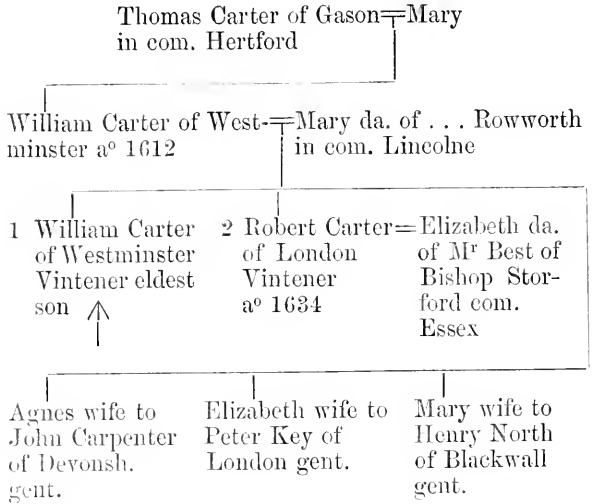 Thomas Carter of Gason=Mary
in com. Hertford
William Carter of West-=Mary da. of . . . Rowworth
minster aº 1612
in com. Lincolne
1 William Carter
of Westminster
Vintener eldest
son
2 Robert Carter=
of London
Vintener
aº 1634
Elizabeth da.
of Mʳ Best of
Bishop Stor-
ford com.
Essex
Agnes wife to
John Carpenter
of Devonsh.
gent.
Elizabeth wife to
Peter Key of
London gent.
Mary wife to
Henry North
of Blackwall
gent.